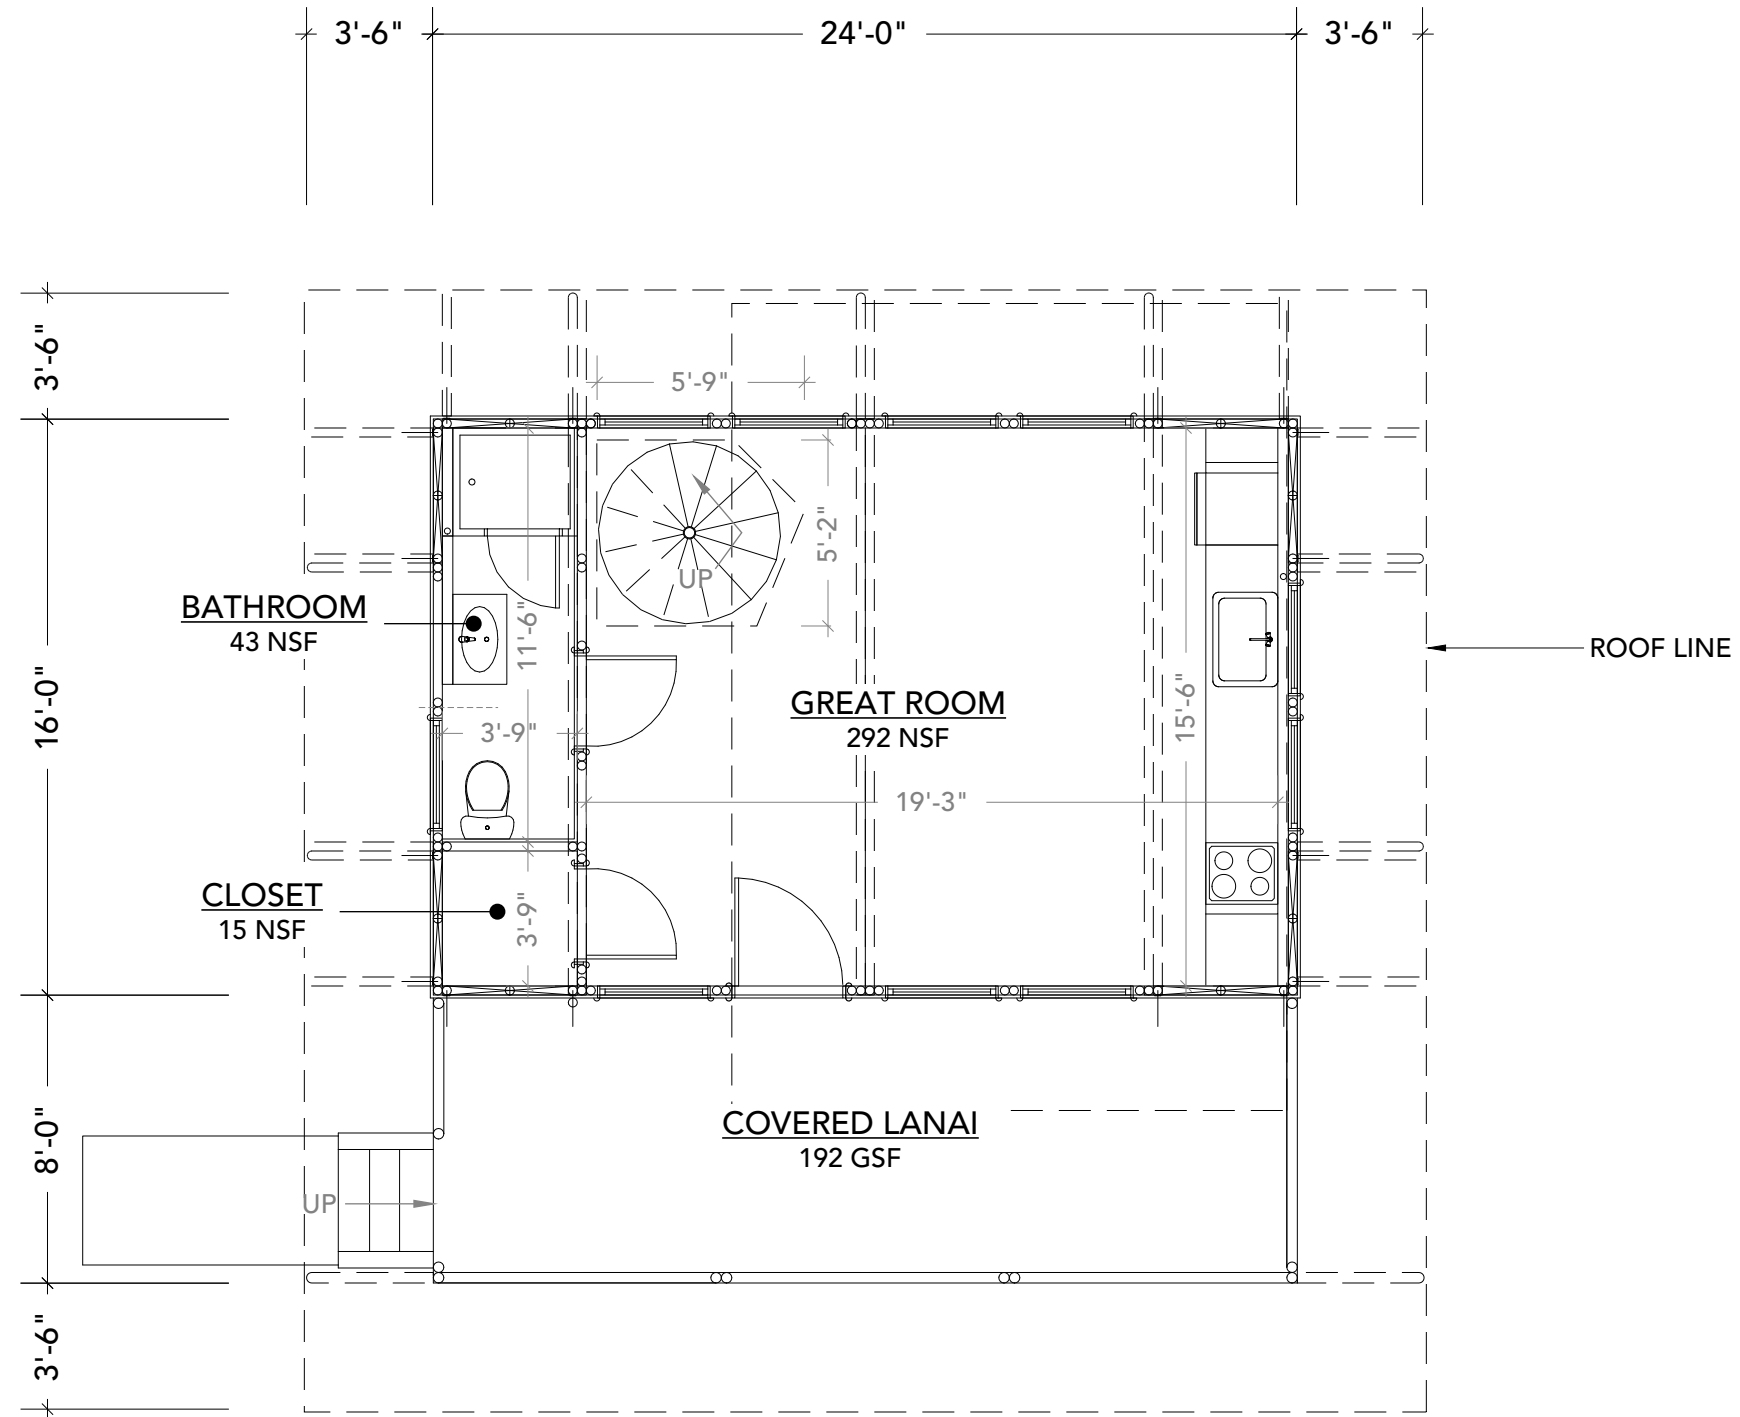 3'-6"
24'-0"
3'-6"
3'-6"
5'-9"
5'-2"
UP
BATHROOM
43 NSF
11'-6"
ROOF LINE
16'-0"
GREAT ROOM
292 NSF
15'-6"
3'-9"
19'-3"
CLOSET
15 NSF
3'-9"
COVERED LANAI
192 GSF
8'-0"
UP
3'-6"